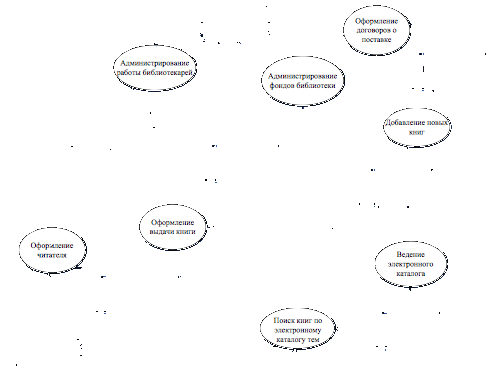 Оформление
договоров о
поставке
Администрирование
работы библиотекарей
Администрирование
фондов библиотеки
Добавление новых
книг
Оформление
выдачи книги
Оформление
читателя
Ведение
электронного
каталога
Поиск книг по
электронному
каталогу тем